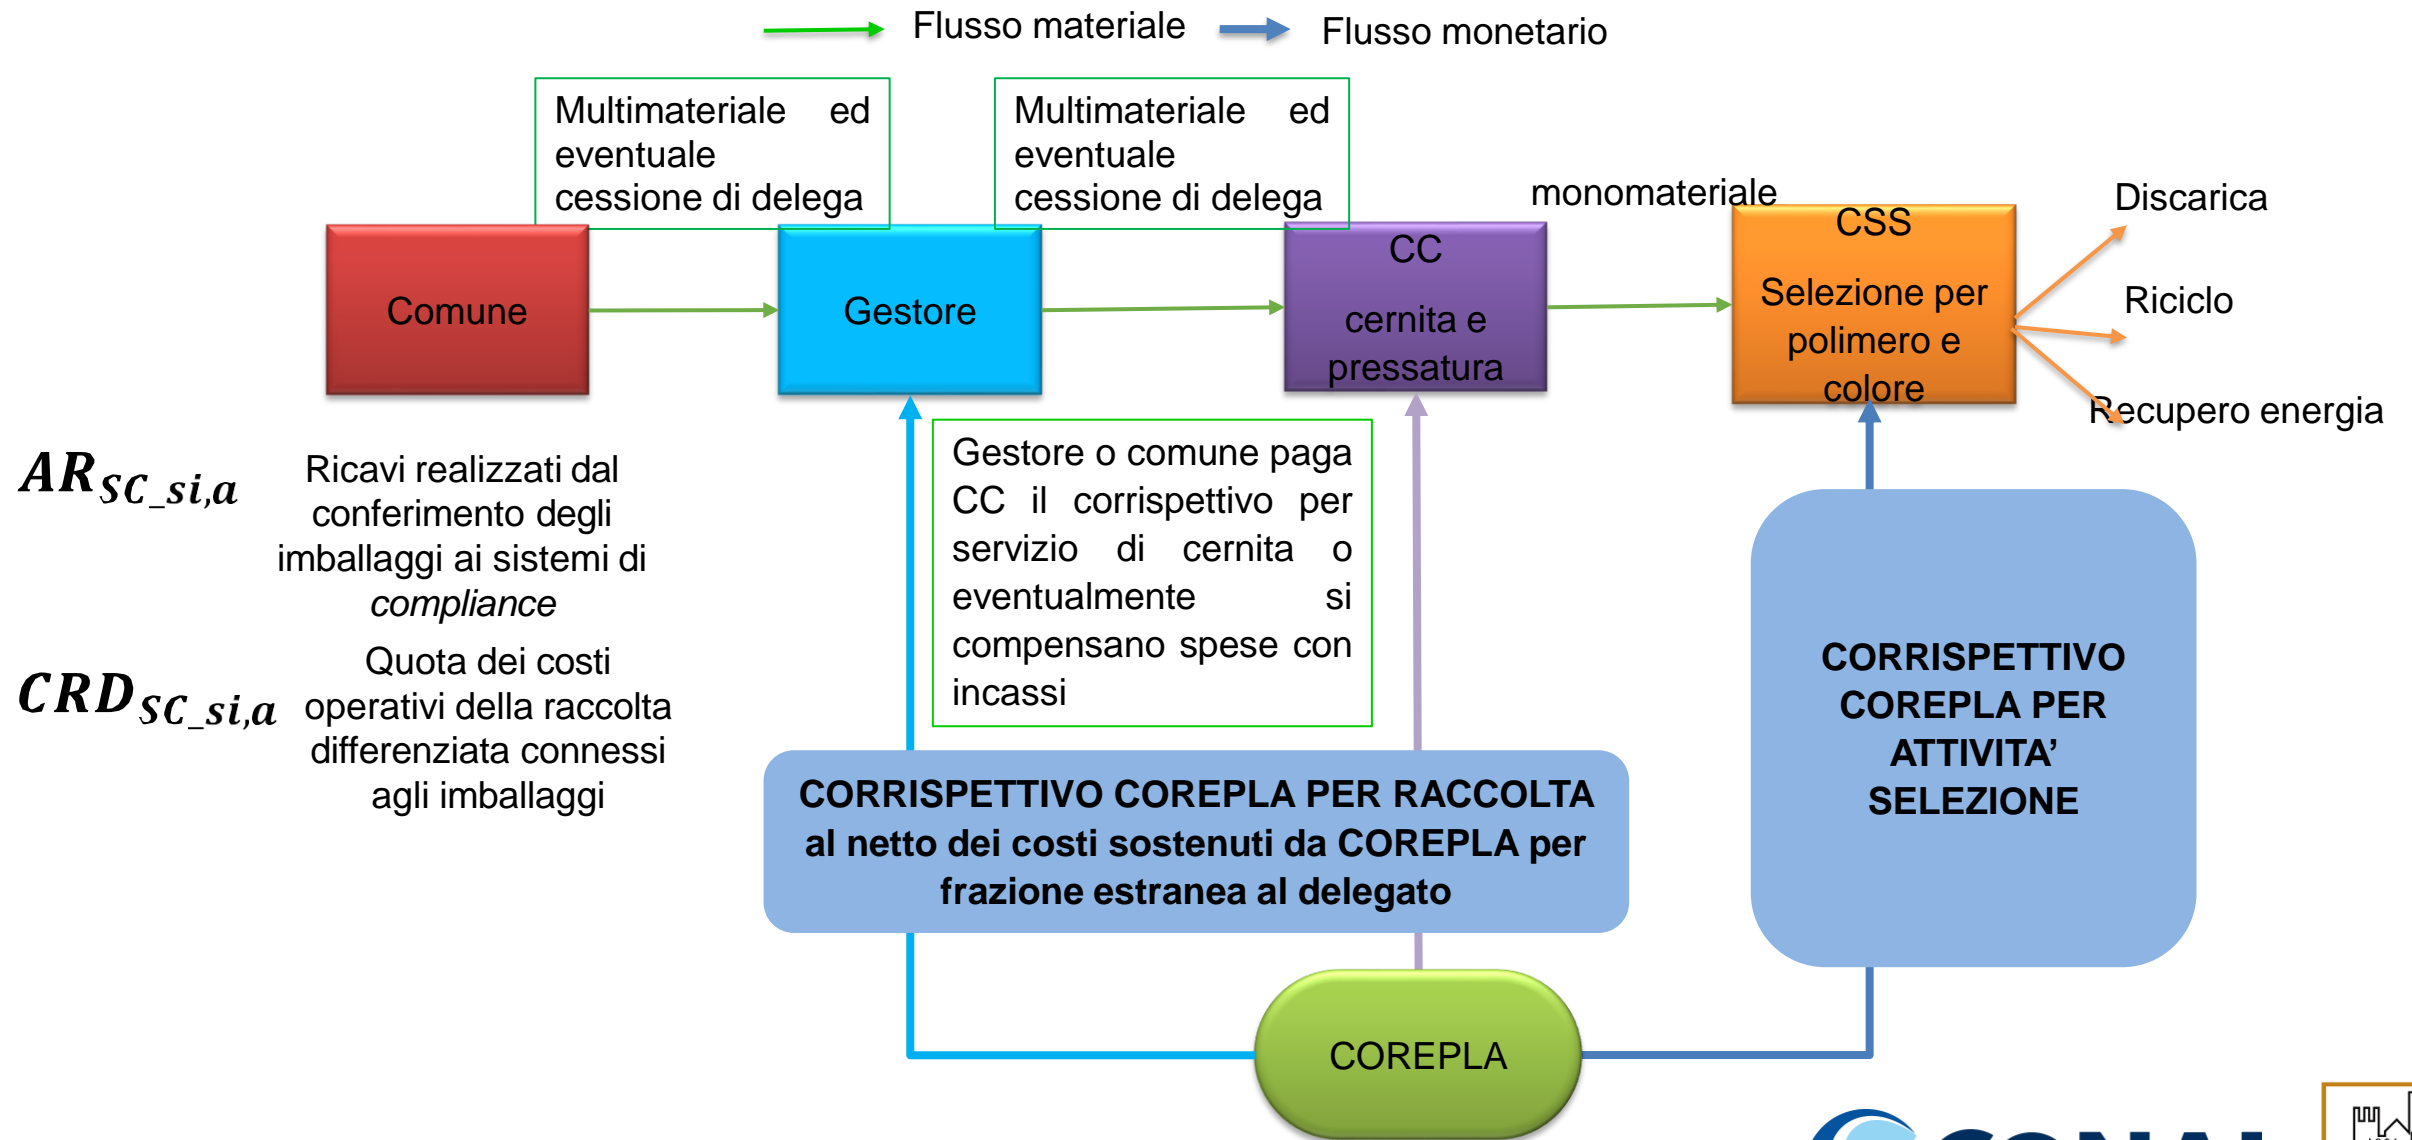 Flusso materiale
Flusso monetario
Multimateriale ed
eventuale
cessione di delega
Multimateriale ed
eventuale
cessione di delega
monomateriale
Comune
Gestore
CC
cernita e
pressatura
CSS
Selezione per
polimero e
colore
Discarica
Riciclo
Recupero energia
AR_{SC_si,a}
Ricavi realizzati dal
conferimento degli
imballaggi ai sistemi di
compliance
CRD_{SC_si,a}
Quota dei costi
operativi della raccolta
differenziata connessi
agli imballaggi
Gestore o comune paga
CC il corrispettivo per
servizio di cernita o
eventualmente si
compensano spese con
incassi
CORRISPETTIVO COREPLA PER RACCOLTA
al netto dei costi sostenuti da COREPLA per
frazione estranea al delegato
CORRISPETTIVO
COREPLA PER
ATTIVITA’
SELEZIONE
COREPLA